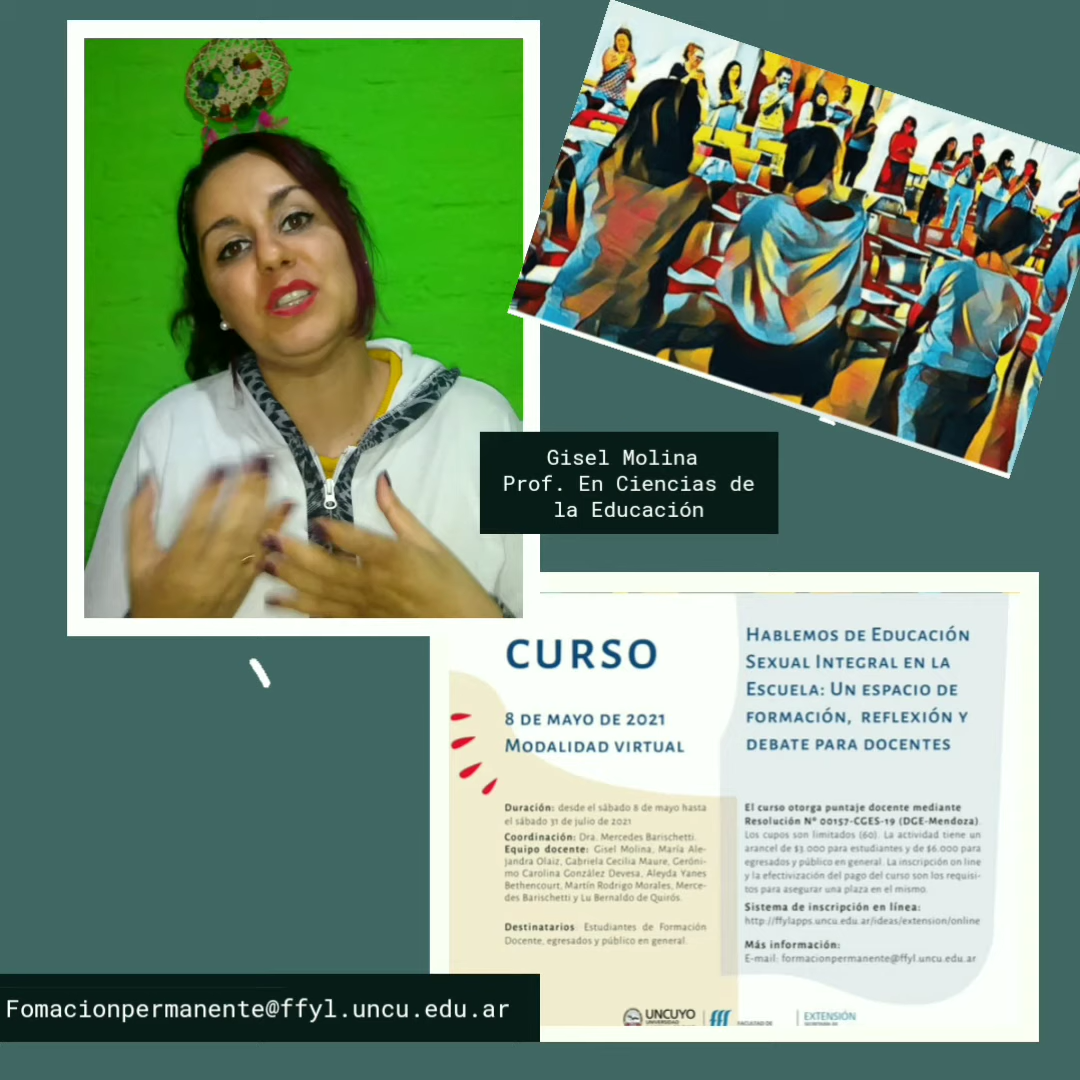 Gisel Molina
Prof. En Ciencias de
la Educación
CURSO
8 DE MAYO DE 2021
MODALIDAD VIRTUAL
HABLEMOS DE EDUCACIÓN
SEXUAL INTEGRAL EN LA
ESCUELA: UN ESPACIO DE
FORMACIÓN, REFLEXIÓN Y
DEBATE PARA DOCENTES
Duración: desde el sábado 8 de mayo hasta
el sábado 31 de julio de 2021
Coordinación: Dra. Mercedes Barischetti.
Equipo docente: Gisel Molina, María Ale-
jandra Olaiz, Gabriela Cecilia Maure, Geróni-
mo Carolina González Devesa, Aleyda Yanes
Bethencourt, Martín Rodrigo Morales, Merce-
des Barischetti y Lu Bernaldo de Quirós.
Destinatarios: Estudiantes de Formación
Docente, egresados y público en general.
El curso otorga puntaje docente mediante
Resolución Nº 00157-CGES-19 (DGE-Mendoza).
Los cupos son limitados (60). La actividad tiene un
arancel de $3.000 para estudiantes y de $6.000 para
egresados y público en general. La inscripción on line
y la efectivización del pago del curso son los requisi-
tos para asegurar una plaza en el mismo.
Sistema de inscripción en línea:
http://ffylapps.uncu.edu.ar/ideas/extension/online
Más información:
E-mail: formacionpermanente@ffyl.uncu.edu.ar
Fomacionpermanente@ffyl.uncu.edu.ar
UNCUYO
UNIVERSIDAD
FACULTAD DE
EXTENSIÓN